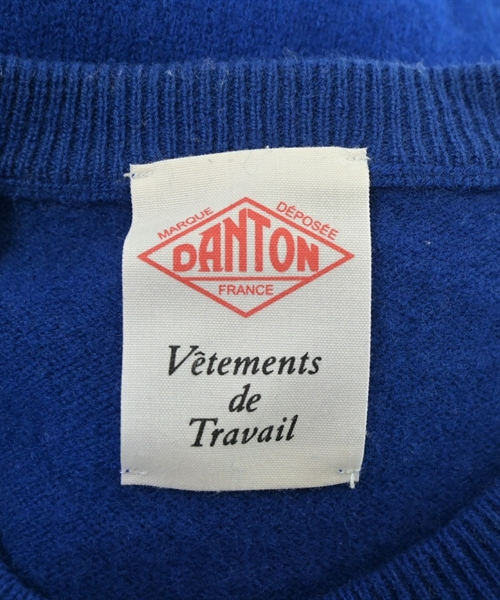 MARQUE DÉPOSÉE
DANTON
FRANCE
Vêtements
de
Travail